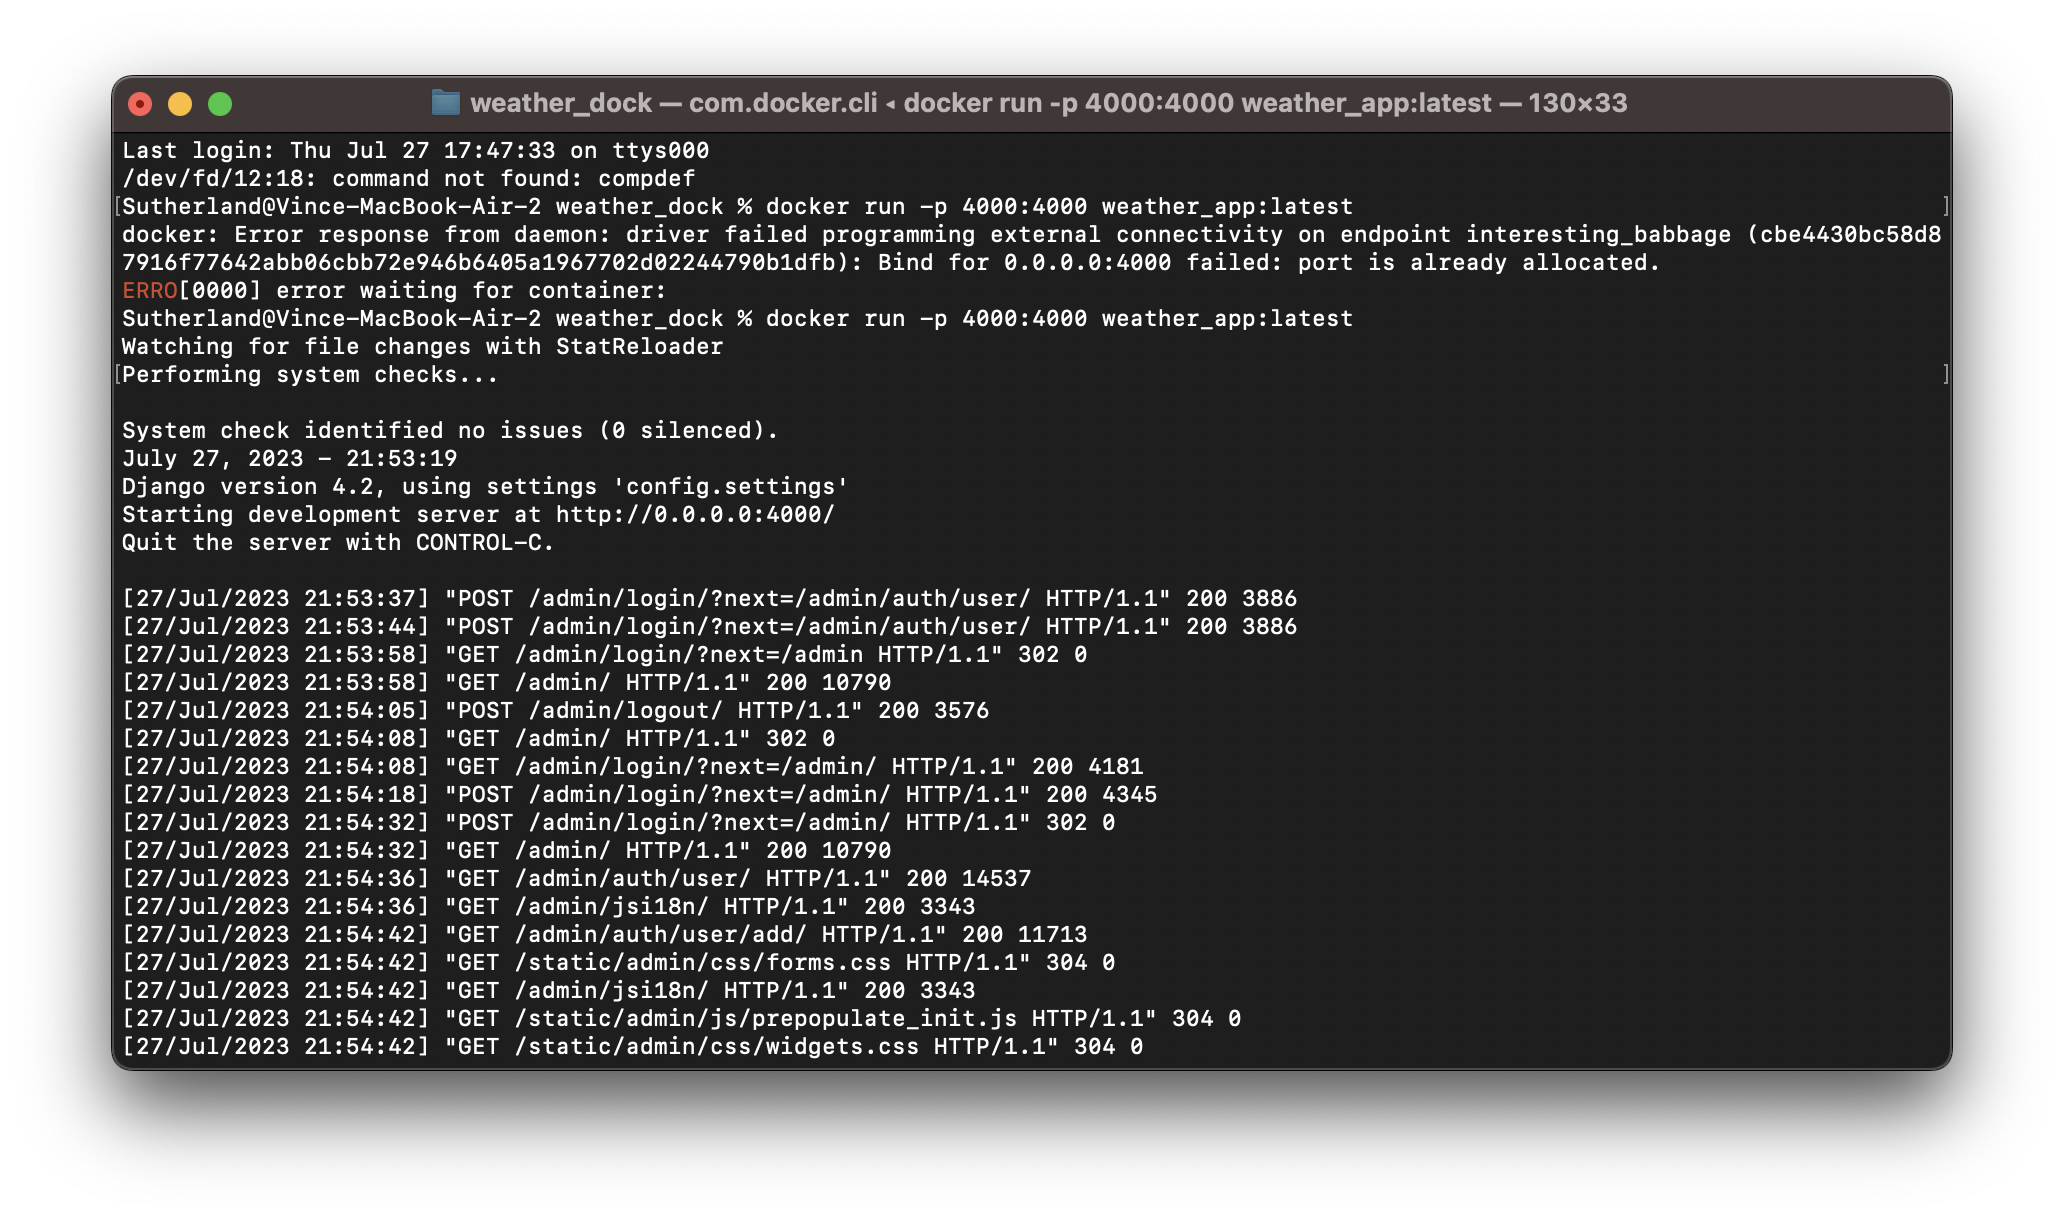 weather_dock — com.docker.cli ◂ docker run -p 4000:4000 weather_app:latest — 130×33
Last login: Thu Jul 27 17:47:33 on ttys000
/dev/fd/12:18: command not found: compdef
[Sutherland@Vince-MacBook-Air-2 weather_dock % docker run -p 4000:4000 weather_app:latest ]
docker: Error response from daemon: driver failed programming external connectivity on endpoint interesting_babbage (cbe4430bc58d8
7916f77642abb06cbb72e946b6405a1967702d02244790b1dfb): Bind for 0.0.0.0:4000 failed: port is already allocated.
ERRO[0000] error waiting for container:
Sutherland@Vince-MacBook-Air-2 weather_dock % docker run -p 4000:4000 weather_app:latest
Watching for file changes with StatReloader
[Performing system checks... ]
System check identified no issues (0 silenced).
July 27, 2023 - 21:53:19
Django version 4.2, using settings 'config.settings'
Starting development server at http://0.0.0.0:4000/
Quit the server with CONTROL-C.
[27/Jul/2023 21:53:37] "POST /admin/login/?next=/admin/auth/user/ HTTP/1.1" 200 3886
[27/Jul/2023 21:53:44] "POST /admin/login/?next=/admin/auth/user/ HTTP/1.1" 200 3886
[27/Jul/2023 21:53:58] "GET /admin/login/?next=/admin HTTP/1.1" 302 0
[27/Jul/2023 21:53:58] "GET /admin/ HTTP/1.1" 200 10790
[27/Jul/2023 21:54:05] "POST /admin/logout/ HTTP/1.1" 200 3576
[27/Jul/2023 21:54:08] "GET /admin/ HTTP/1.1" 302 0
[27/Jul/2023 21:54:08] "GET /admin/login/?next=/admin/ HTTP/1.1" 200 4181
[27/Jul/2023 21:54:18] "POST /admin/login/?next=/admin/ HTTP/1.1" 200 4345
[27/Jul/2023 21:54:32] "POST /admin/login/?next=/admin/ HTTP/1.1" 302 0
[27/Jul/2023 21:54:32] "GET /admin/ HTTP/1.1" 200 10790
[27/Jul/2023 21:54:36] "GET /admin/auth/user/ HTTP/1.1" 200 14537
[27/Jul/2023 21:54:36] "GET /admin/jsi18n/ HTTP/1.1" 200 3343
[27/Jul/2023 21:54:42] "GET /admin/auth/user/add/ HTTP/1.1" 200 11713
[27/Jul/2023 21:54:42] "GET /static/admin/css/forms.css HTTP/1.1" 304 0
[27/Jul/2023 21:54:42] "GET /admin/jsi18n/ HTTP/1.1" 200 3343
[27/Jul/2023 21:54:42] "GET /static/admin/js/prepopulate_init.js HTTP/1.1" 304 0
[27/Jul/2023 21:54:42] "GET /static/admin/css/widgets.css HTTP/1.1" 304 0